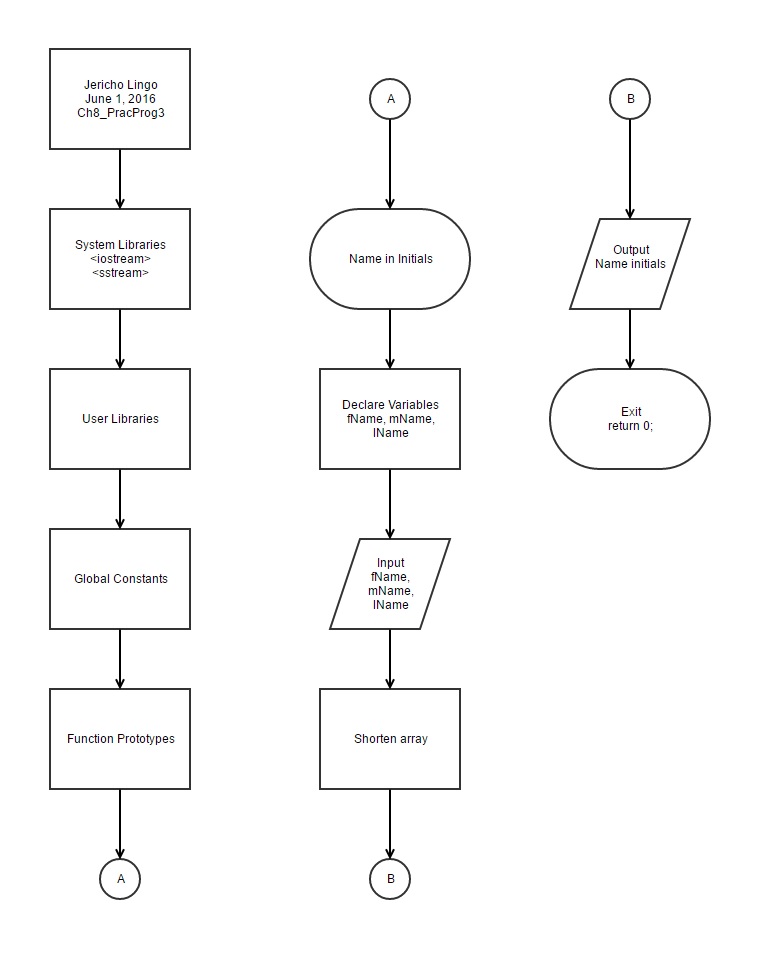 Jericho Lingo
June 1, 2016
Ch8_PracProg3
System Libraries
<iostream>
<sstream>
User Libraries
Global Constants
Function Prototypes
A
A
Name in Initials
Declare Variables
fName, mName,
lName
Input
fName,
mName,
lName
Shorten array
B
B
Output
Name initials
Exit
return 0;